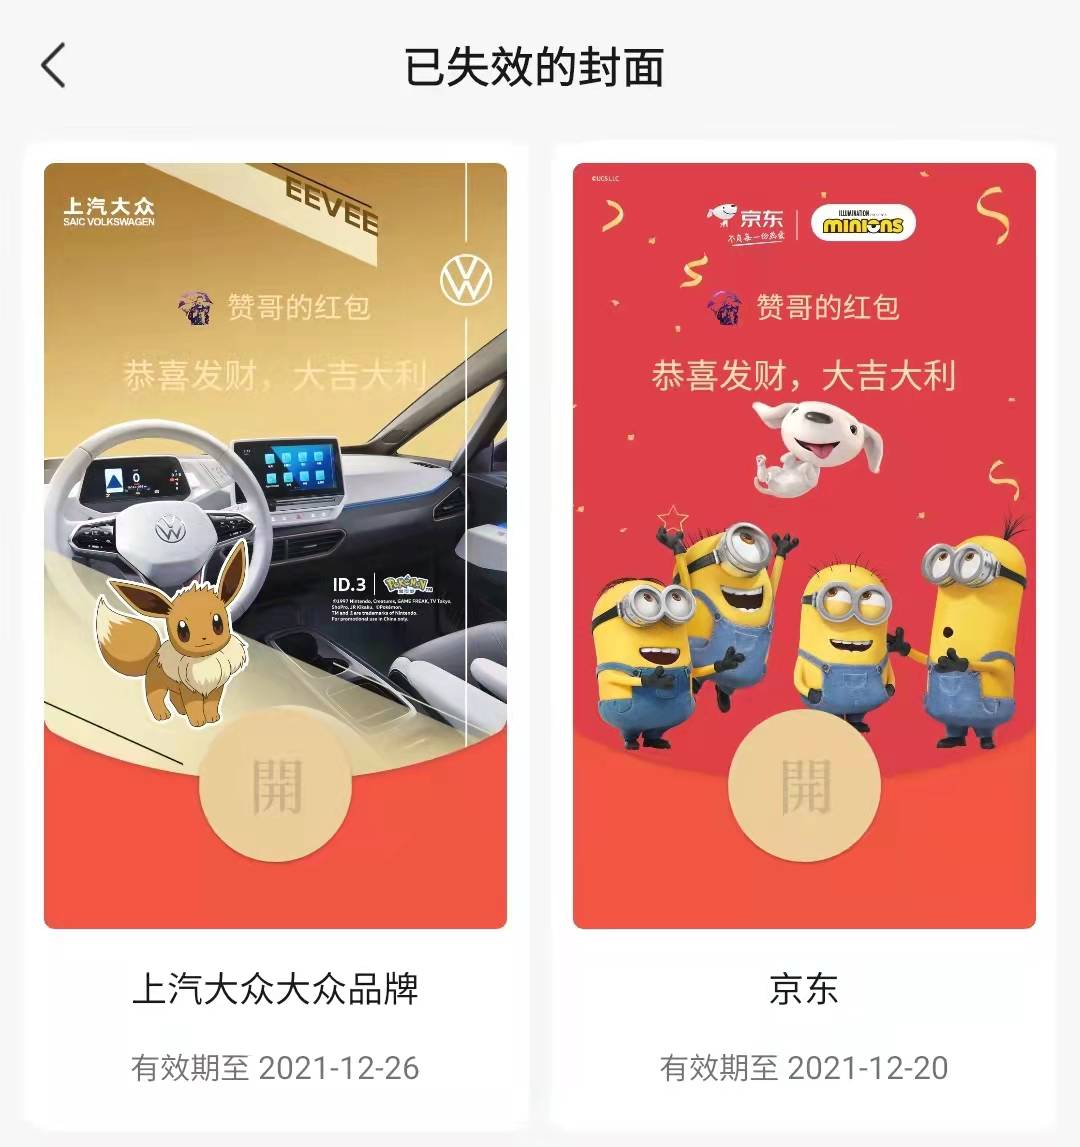 已失效的封面
上汽大众
SAIC VOLKSWAGEN
EEVEE
赞哥的红包
恭喜发财，大吉大利
0
ID.3
POKÉMON
©1997 Nintendo, Creatures, GAME FREAK, TV Tokyo,
ShoPro, JR Kikaku. ©Pokémon.
TM and ® are trademarks of Nintendo.
For promotional use in China only.
開
上汽大众大众品牌
有效期至 2021-12-26
©UCS LLC
京东
不负每一份热爱
ILLUMINATION
MINIONS
赞哥的红包
恭喜发财，大吉大利
開
京东
有效期至 2021-12-20